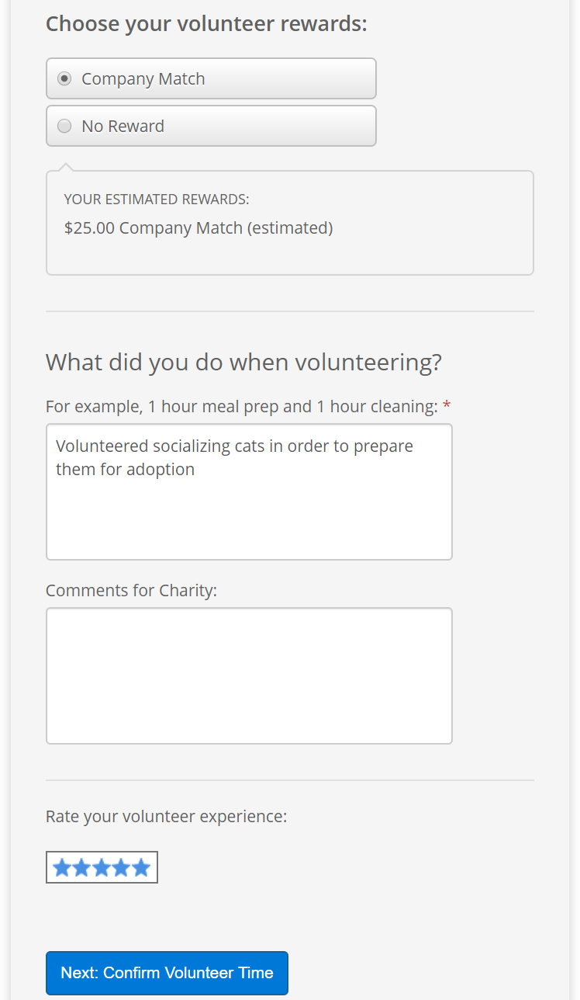 Choose your volunteer rewards:
Company Match
No Reward
YOUR ESTIMATED REWARDS:
$25.00 Company Match (estimated)
What did you do when volunteering?
For example, 1 hour meal prep and 1 hour cleaning: *
Volunteered socializing cats in order to prepare
them for adoption
Comments for Charity:
Rate your volunteer experience:
Next: Confirm Volunteer Time